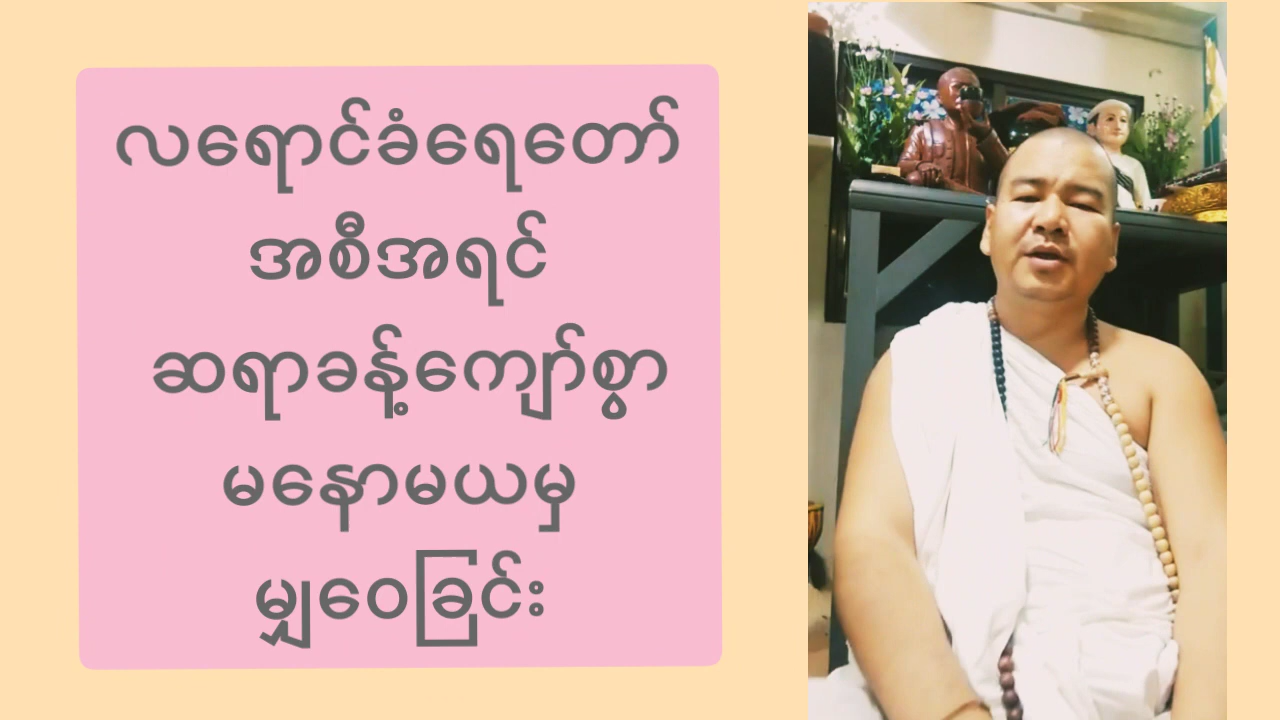 လရောင်ခံရေတော်
အစီအရင်
ဆရာခန့်ကျော်စွာ
မနောမယမှ
မျှဝေခြင်း